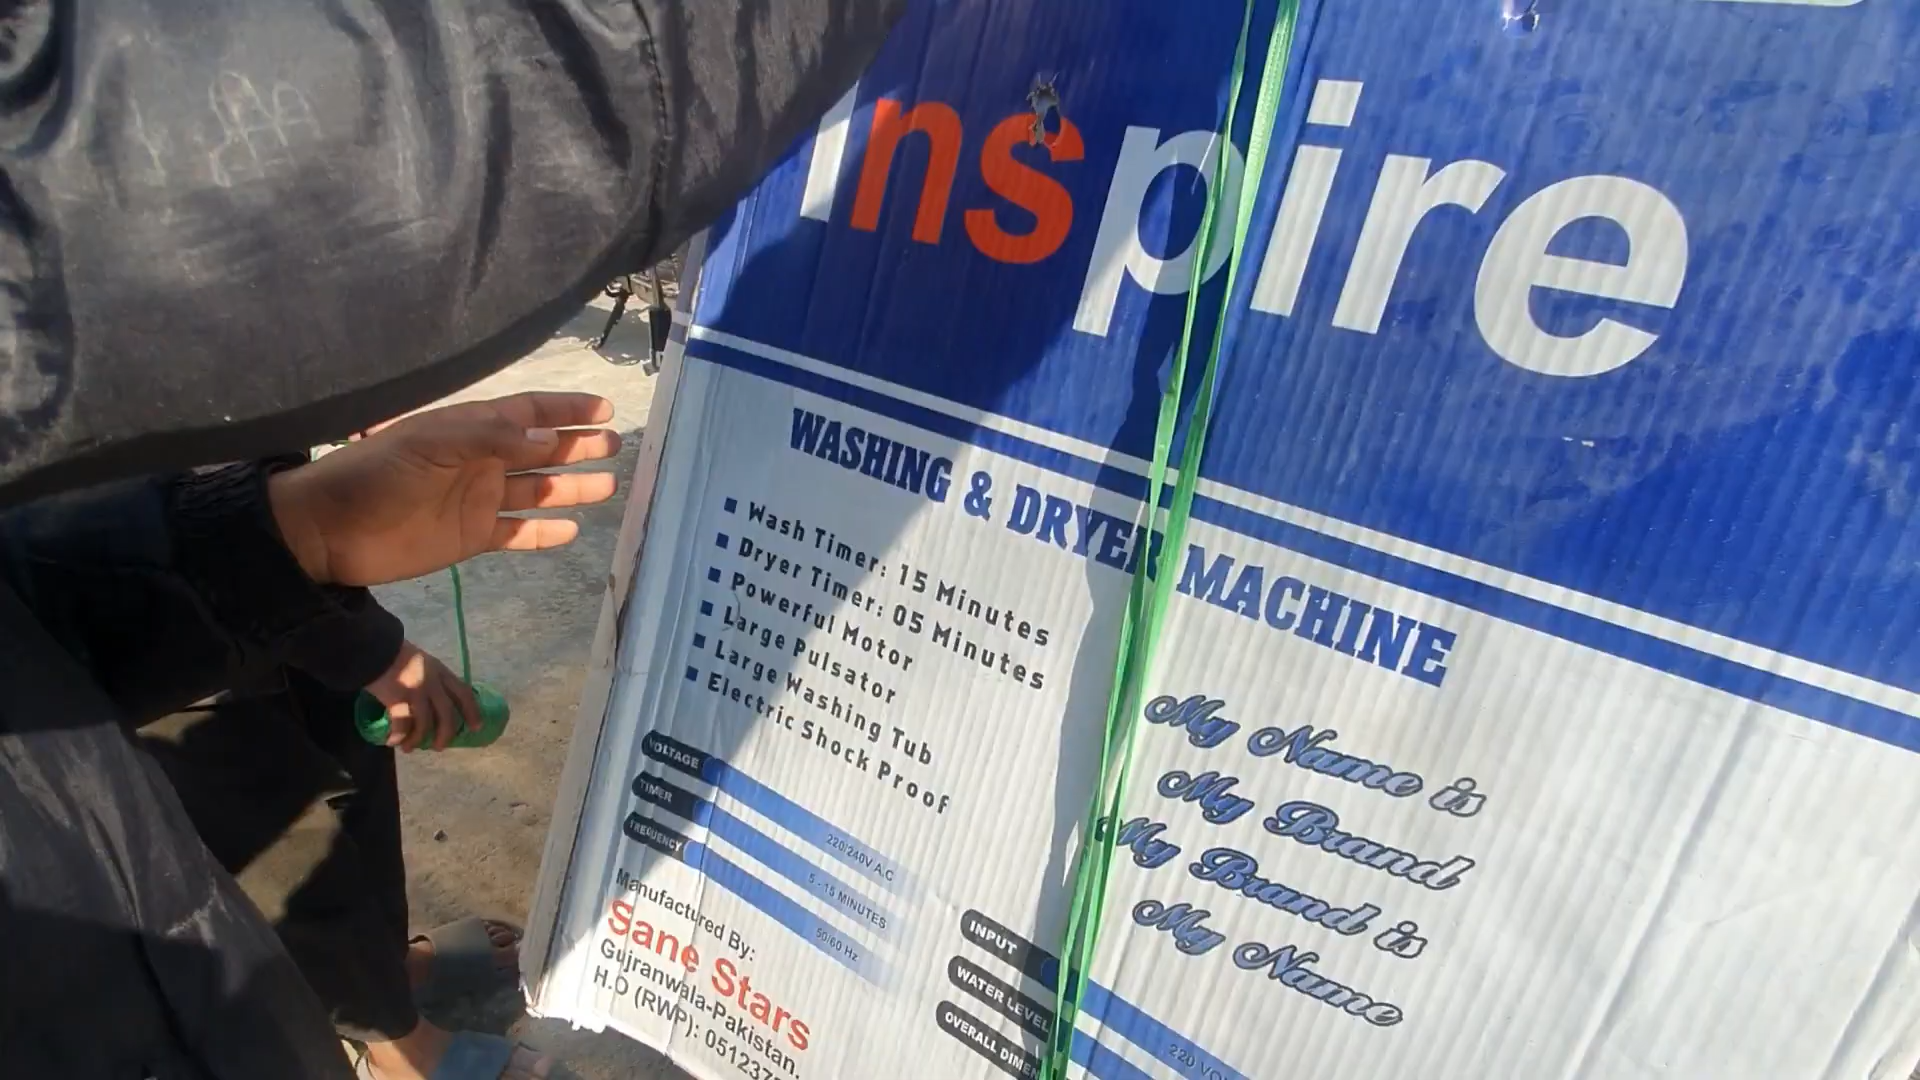 inspire
WASHING & DRYER MACHINE
Wash Timer: 15 Minutes
Dryer Timer: 05 Minutes
Powerful Motor
Large Pulsator
Large Washing Tub
Electric Shock Proof
VOLTAGE 220/240V A.C
TIMER 5 - 15 MINUTES
FREQUENCY 50/60 Hz
Manufactured By:
Sane Stars
Gujranwala-Pakistan.
H.O (RWP):
My Name is
My Brand
My Brand is
My Name
INPUT 220
WATER LEVEL
OVERALL